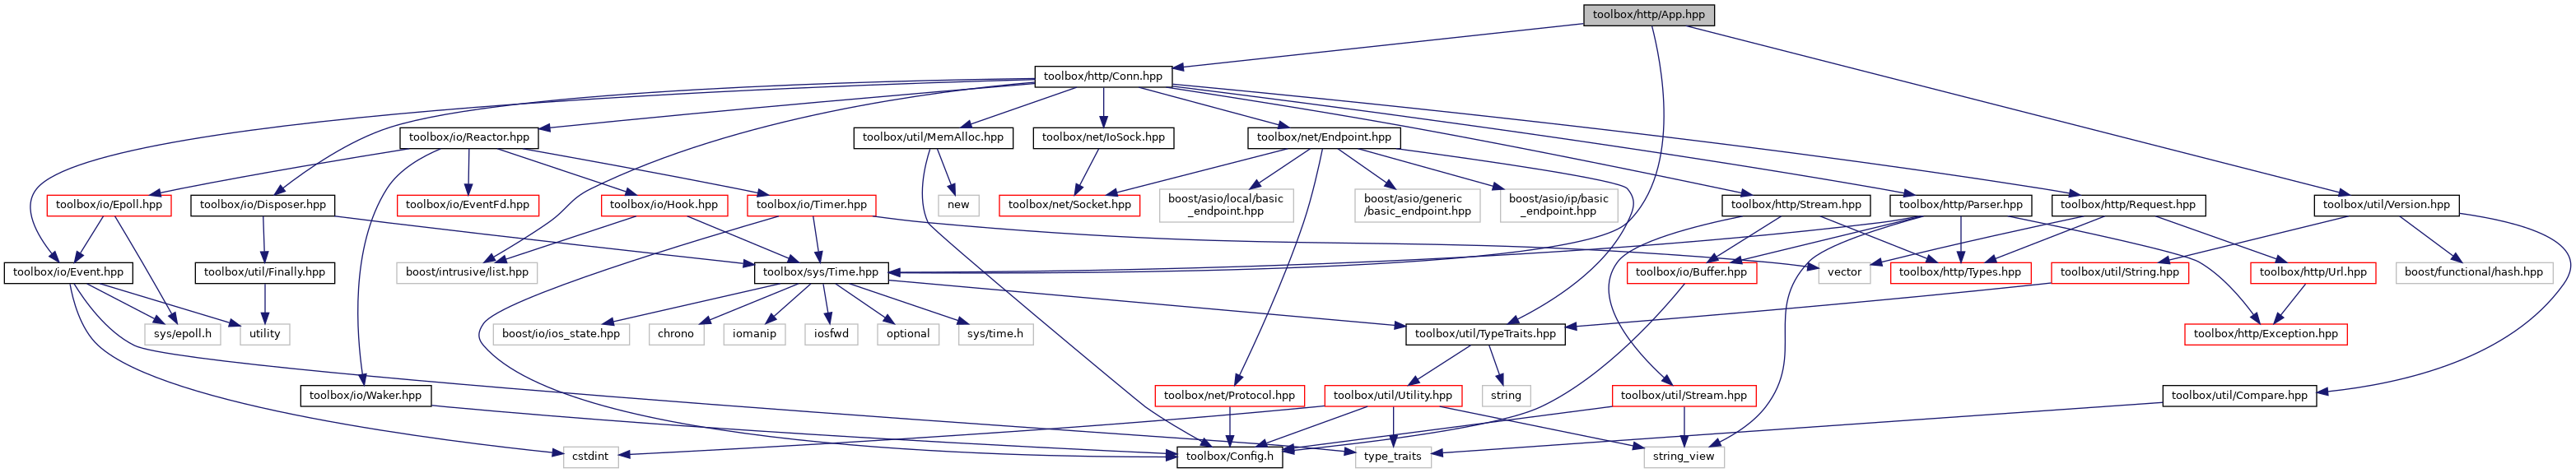 toolbox/http/App.hpp
toolbox/http/Conn.hpp
toolbox/io/Reactor.hpp
toolbox/util/MemAlloc.hpp
toolbox/net/IoSock.hpp
toolbox/net/Endpoint.hpp
toolbox/io/Epoll.hpp
toolbox/io/Disposer.hpp
toolbox/io/EventFd.hpp
toolbox/io/Hook.hpp
toolbox/io/Timer.hpp
new
toolbox/net/Socket.hpp
boost/asio/local/basic
_endpoint.hpp
boost/asio/generic
/basic_endpoint.hpp
boost/asio/ip/basic
_endpoint.hpp
toolbox/http/Stream.hpp
toolbox/http/Parser.hpp
toolbox/http/Request.hpp
toolbox/util/Version.hpp
toolbox/io/Event.hpp
toolbox/util/Finally.hpp
boost/intrusive/list.hpp
toolbox/sys/Time.hpp
toolbox/io/Buffer.hpp
vector
toolbox/http/Types.hpp
toolbox/util/String.hpp
toolbox/http/Url.hpp
boost/functional/hash.hpp
sys/epoll.h
utility
boost/io/ios_state.hpp
chrono
iomanip
iosfwd
optional
sys/time.h
toolbox/util/TypeTraits.hpp
toolbox/http/Exception.hpp
toolbox/io/Waker.hpp
toolbox/net/Protocol.hpp
toolbox/util/Utility.hpp
string
toolbox/util/Stream.hpp
toolbox/util/Compare.hpp
cstdint
toolbox/Config.h
type_traits
string_view